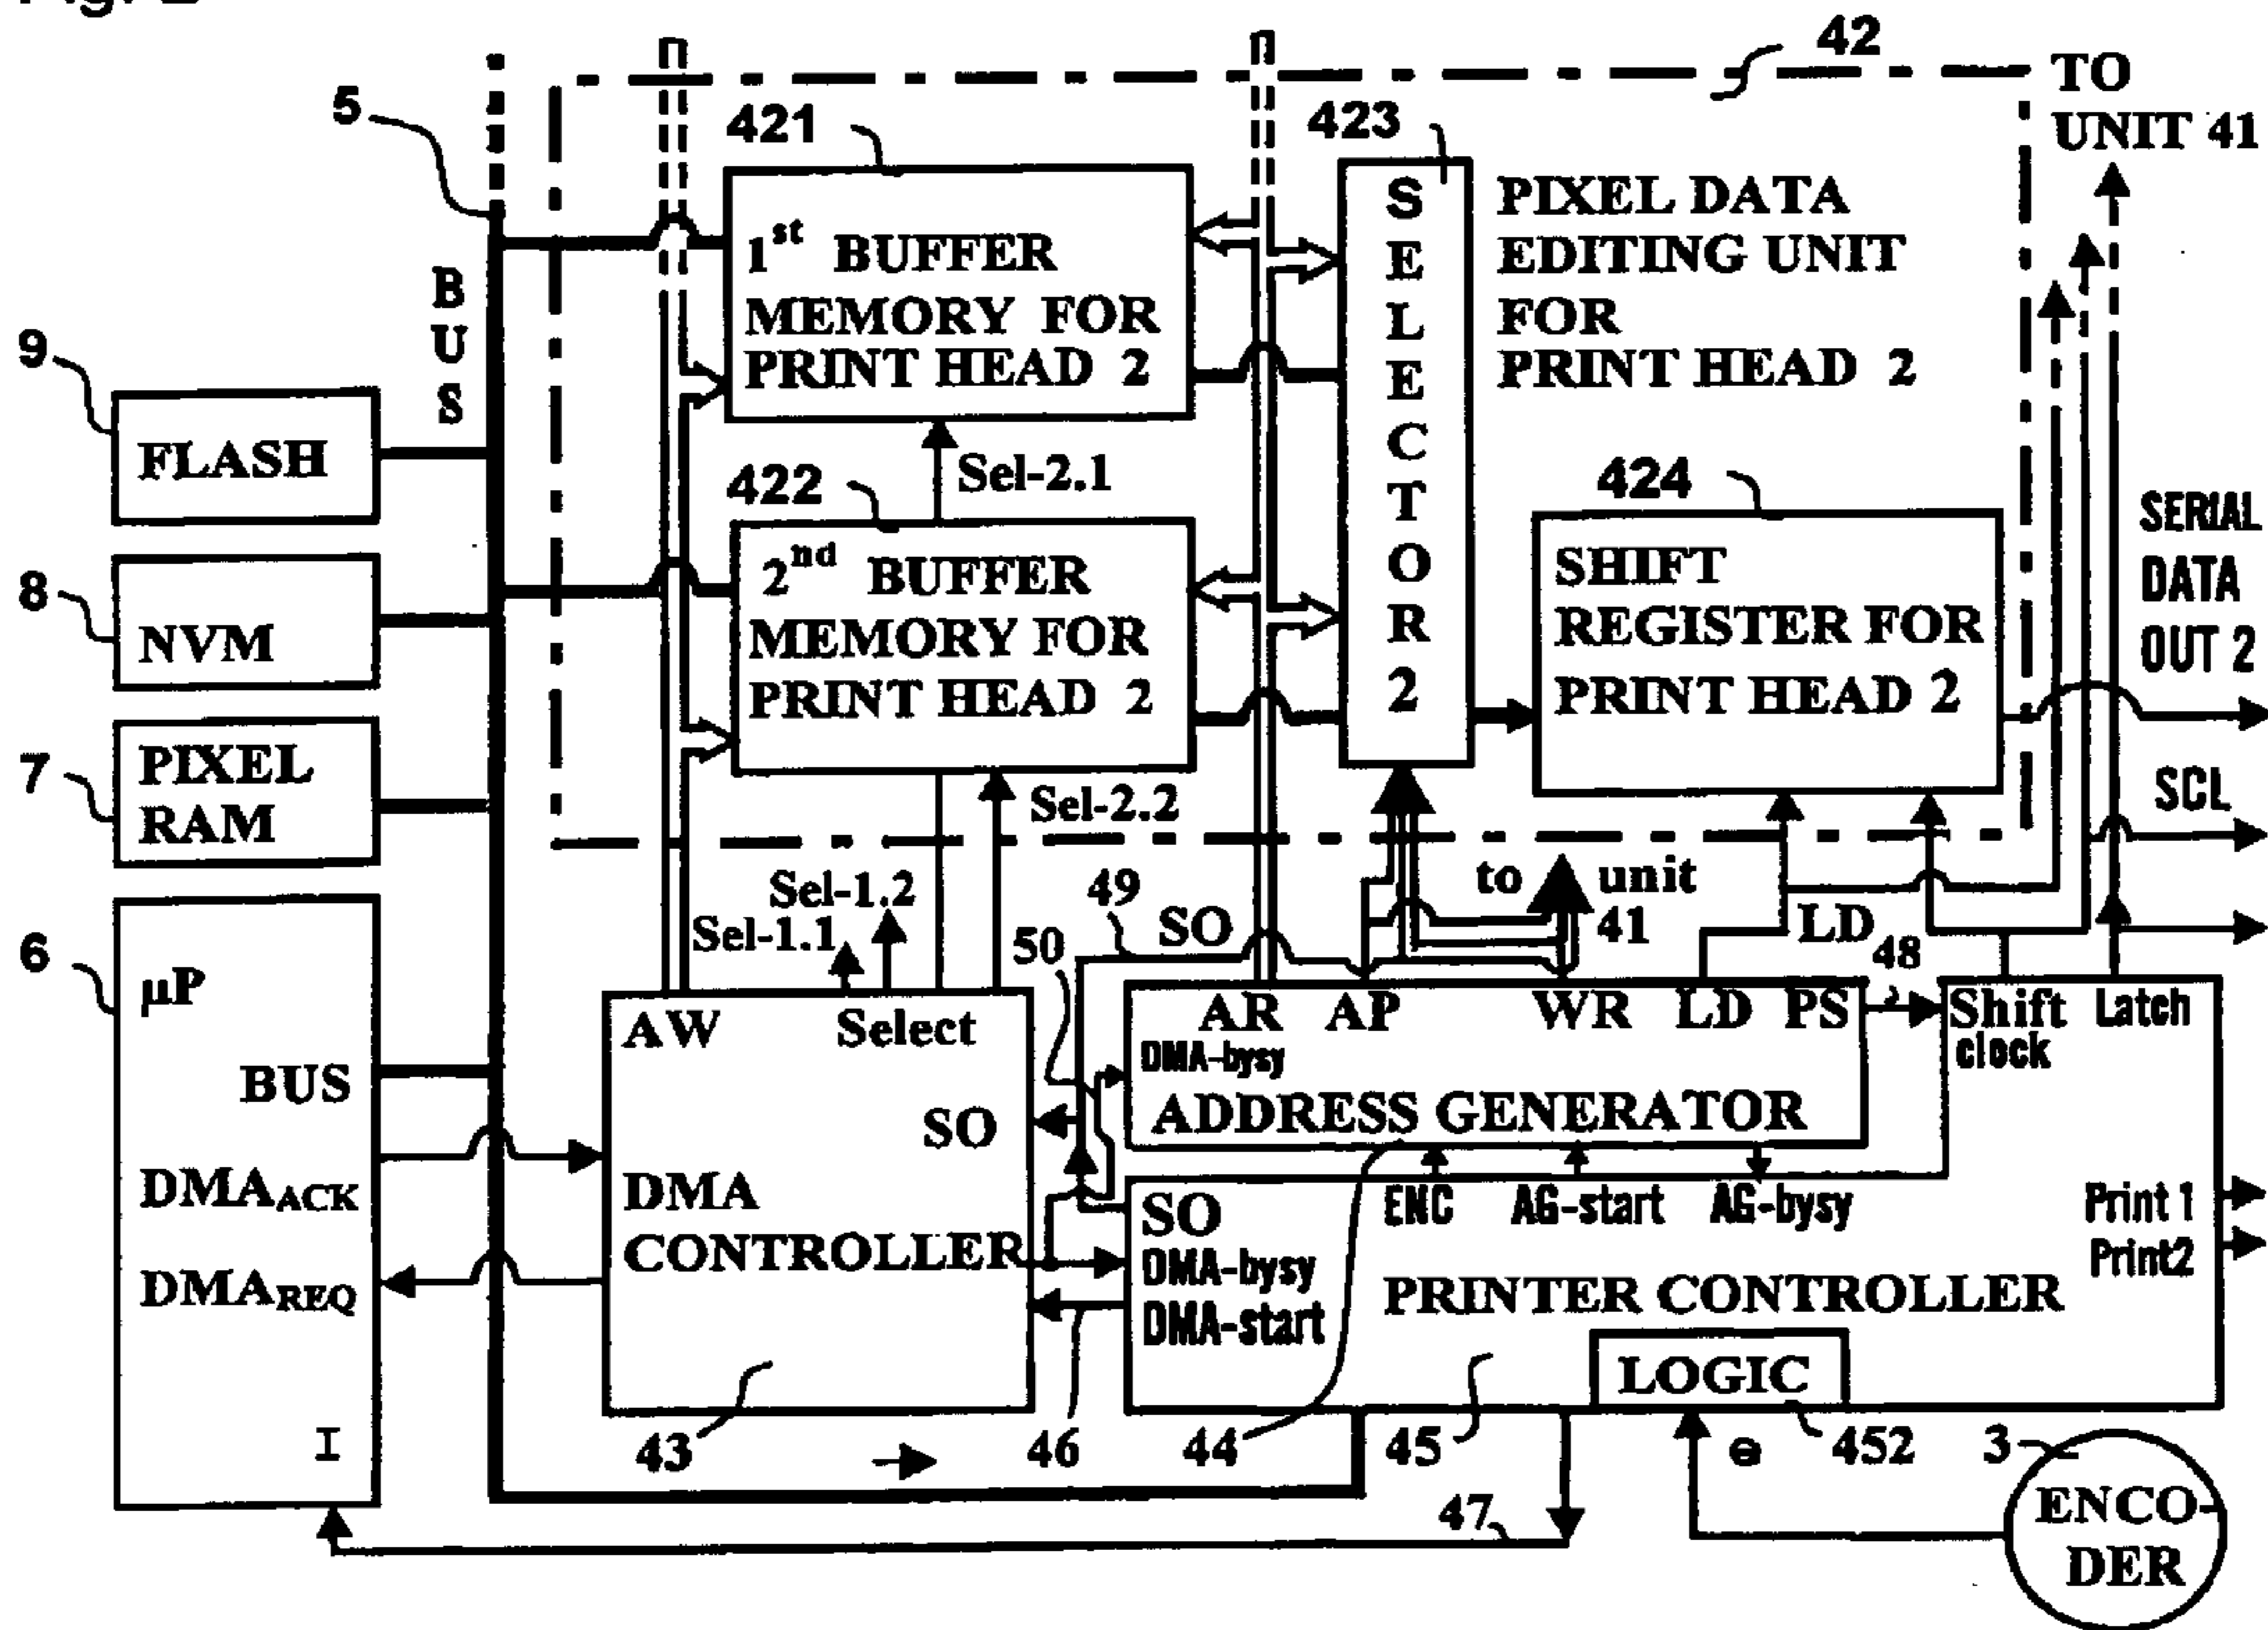 42
TO
UNIT 41
5
421
423
1st BUFFER
MEMORY FOR
PRINT HEAD 2
SELECTOR 2
PIXEL DATA
EDITING UNIT
FOR
PRINT HEAD 2
BUS
9
FLASH
422
Sel-2.1
424
2nd BUFFER
MEMORY FOR
PRINT HEAD 2
SHIFT
REGISTER FOR
PRINT HEAD 2
SERIAL
DATA
OUT 2
8
NVM
7
PIXEL
RAM
Sel-2.2
SCL
Sel-1.2
Sel-1.1
49
SO
to unit
41
LD
48
50
6
µP
BUS
DMAACK
DMAREQ
I
AW
Select
SO
DMA
CONTROLLER
AR AP WR LD PS
DMA-bysy
ADDRESS GENERATOR
Shift
clock
Latch
SO
DMA-bysy
DMA-start
ENC
AG-start
AG-bysy
Print 1
Print2
PRINTER CONTROLLER
LOGIC
43
46
44
45
e
452
3
47
ENCO-
DER